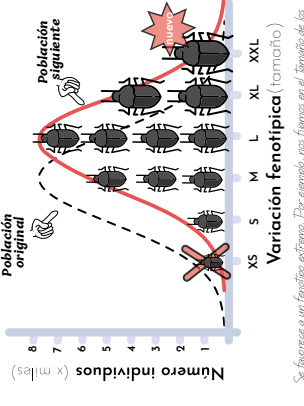 Población
siguiente
¡nuevo!
Población
original
8
7
6
5
4
3
2
1
Número individuos (x miles)
XS
S
M
L
XL
XXL
Variación fenotípica (tamaño)
Se favorece a un fenotipo extremo. Por ejemplo, nos fijamos en el tamaño de los